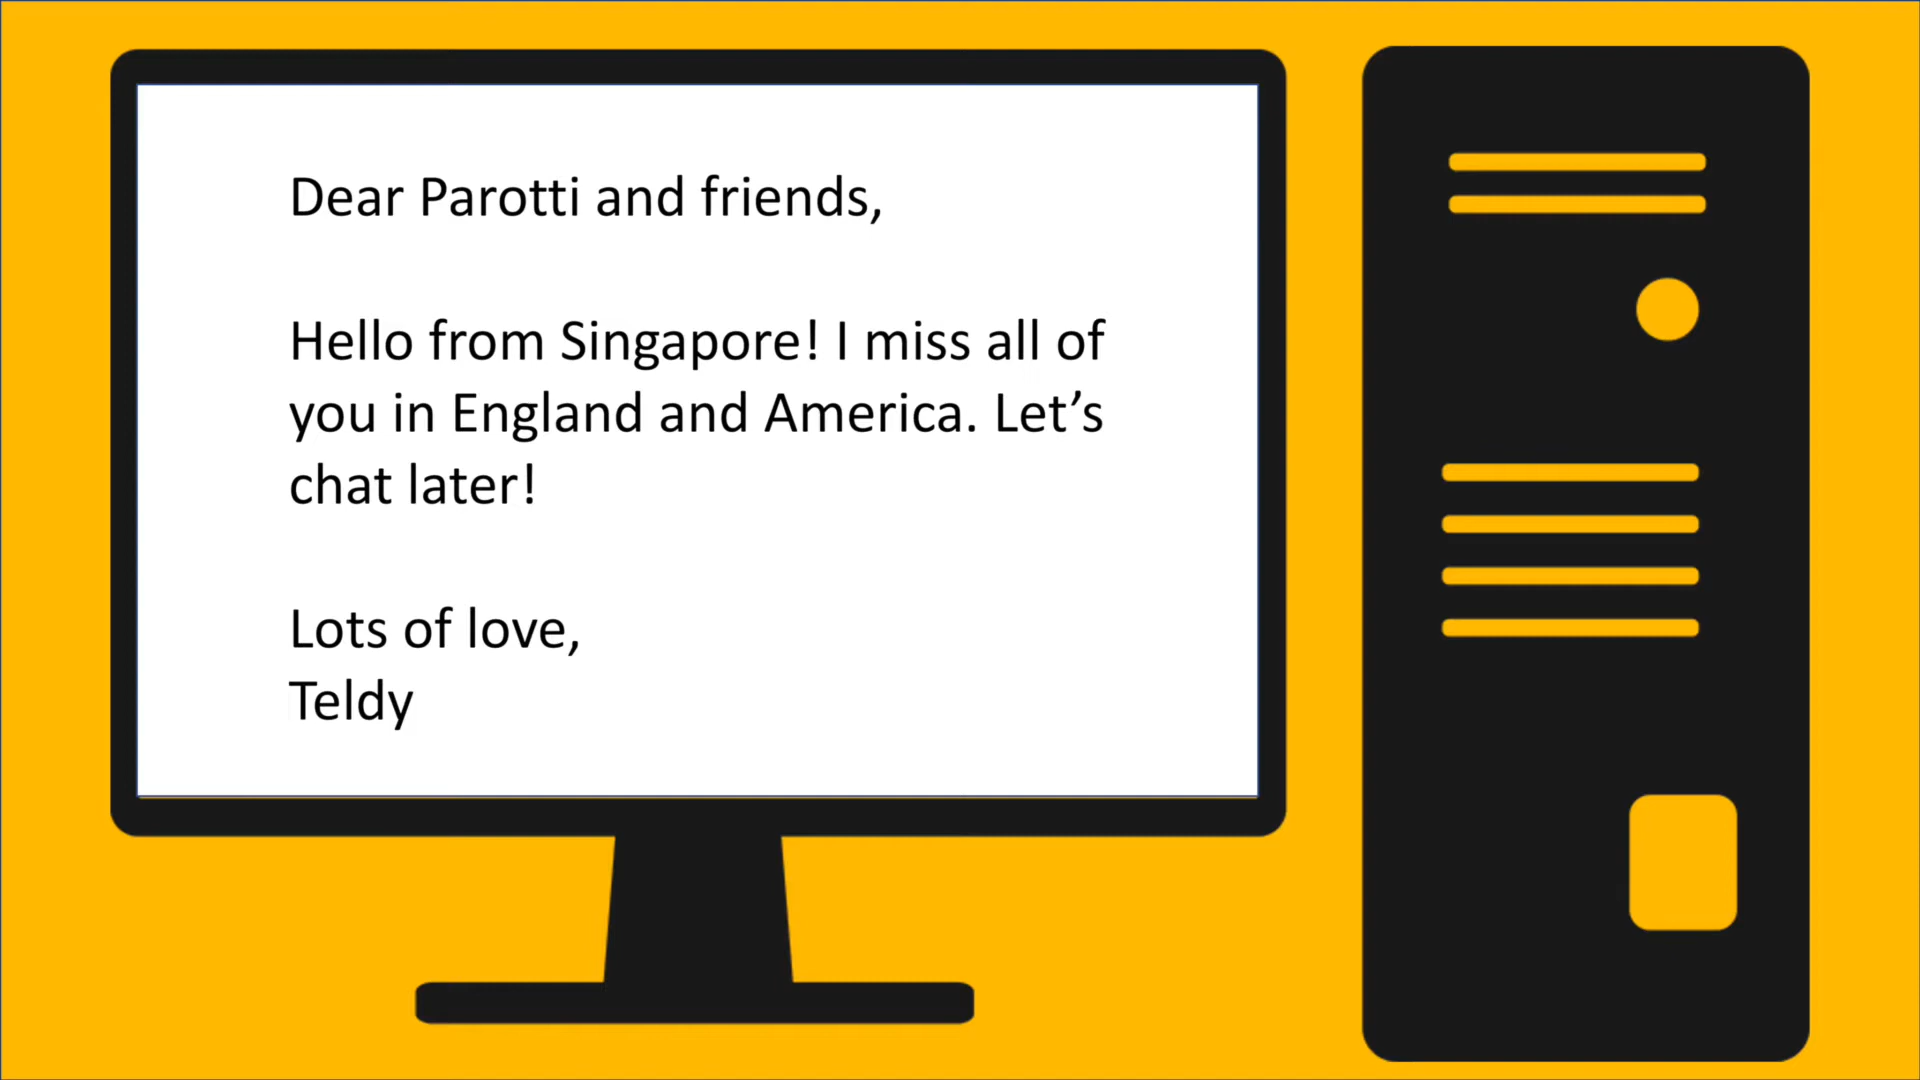 Dear Parotti and friends,
Hello from Singapore! I miss all of
you in England and America. Let’s
chat later!
Lots of love,
Teldy